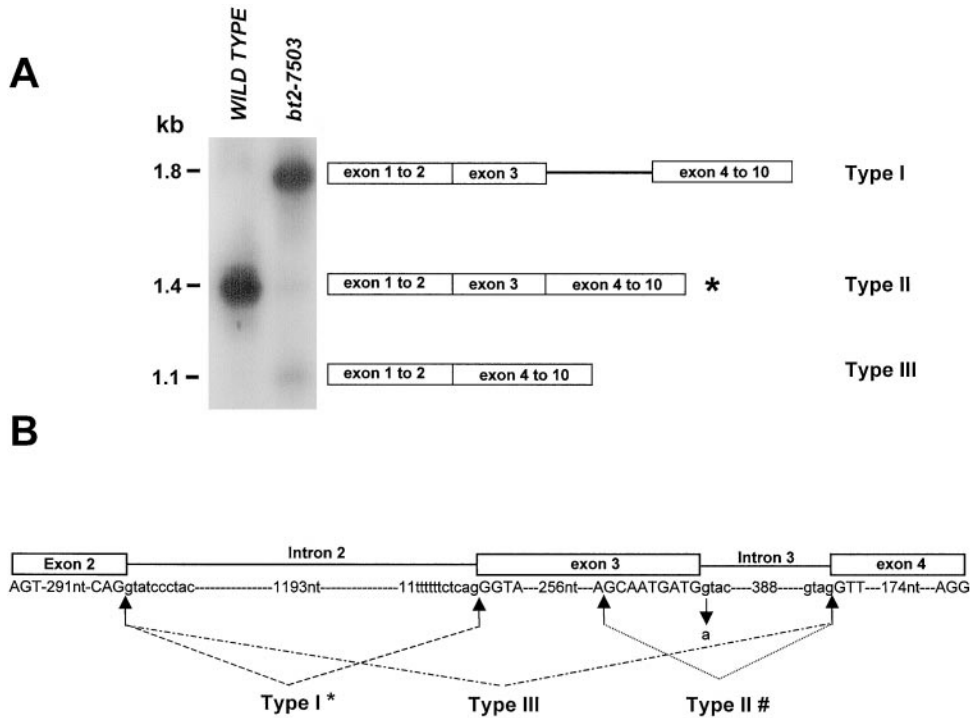 A
WILD TYPE
bt2-7503
kb
1.8
exon 1 to 2 exon 3 exon 4 to 10 Type I
1.4
exon 1 to 2 exon 3 exon 4 to 10 * Type II
1.1
exon 1 to 2 exon 4 to 10 Type III
B
Exon 2 Intron 2 exon 3 Intron 3 exon 4
AGT-291nt-CAGgtatccctac----------------1193nt----------------11ttttttctcagGGTA---256nt---AGCAATGATGgtac----388-----gtagGTT---174nt---AGG
a
Type I * Type III Type II #